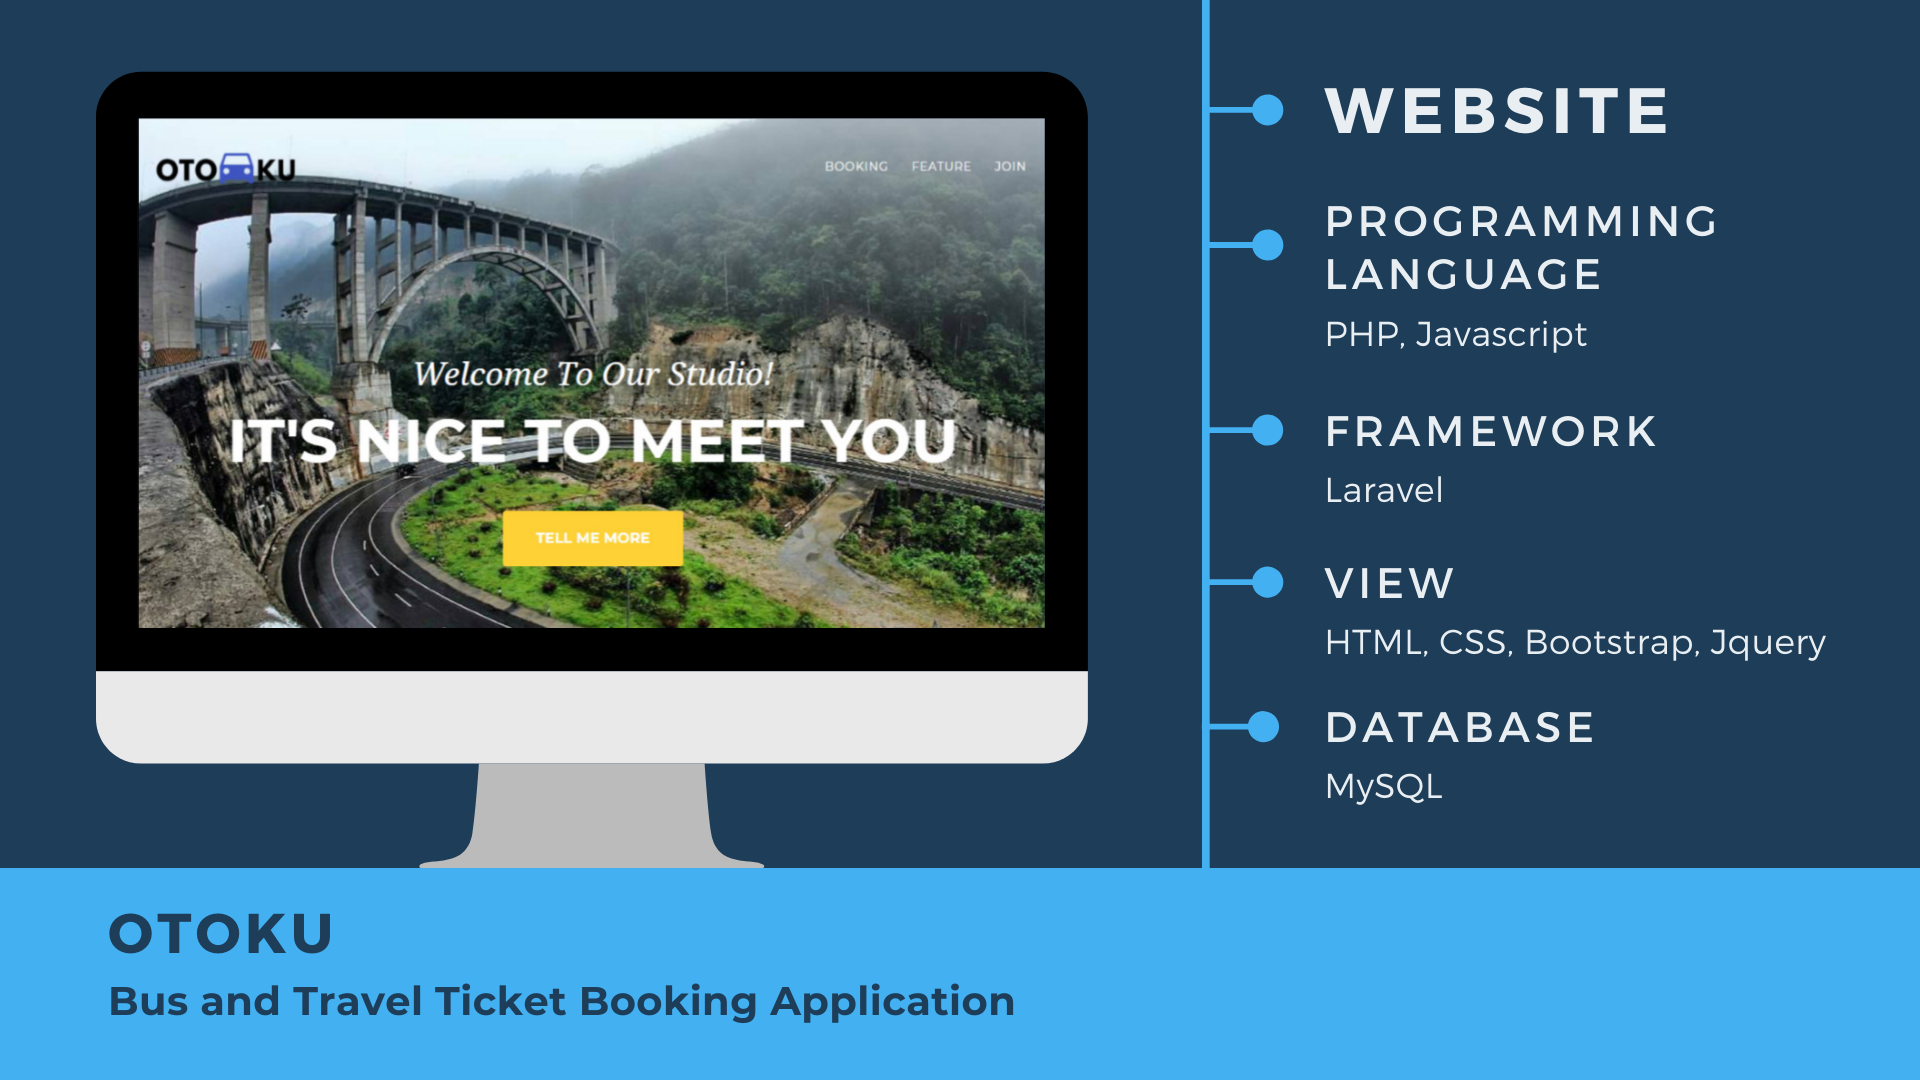 OTOKU
BOOKING FEATURE JOIN
Welcome To Our Studio!
IT'S NICE TO MEET YOU
TELL ME MORE
WEBSITE
PROGRAMMING
LANGUAGE
PHP, Javascript
FRAMEWORK
Laravel
VIEW
HTML, CSS, Bootstrap, Jquery
DATABASE
MySQL
OTOKU
Bus and Travel Ticket Booking Application